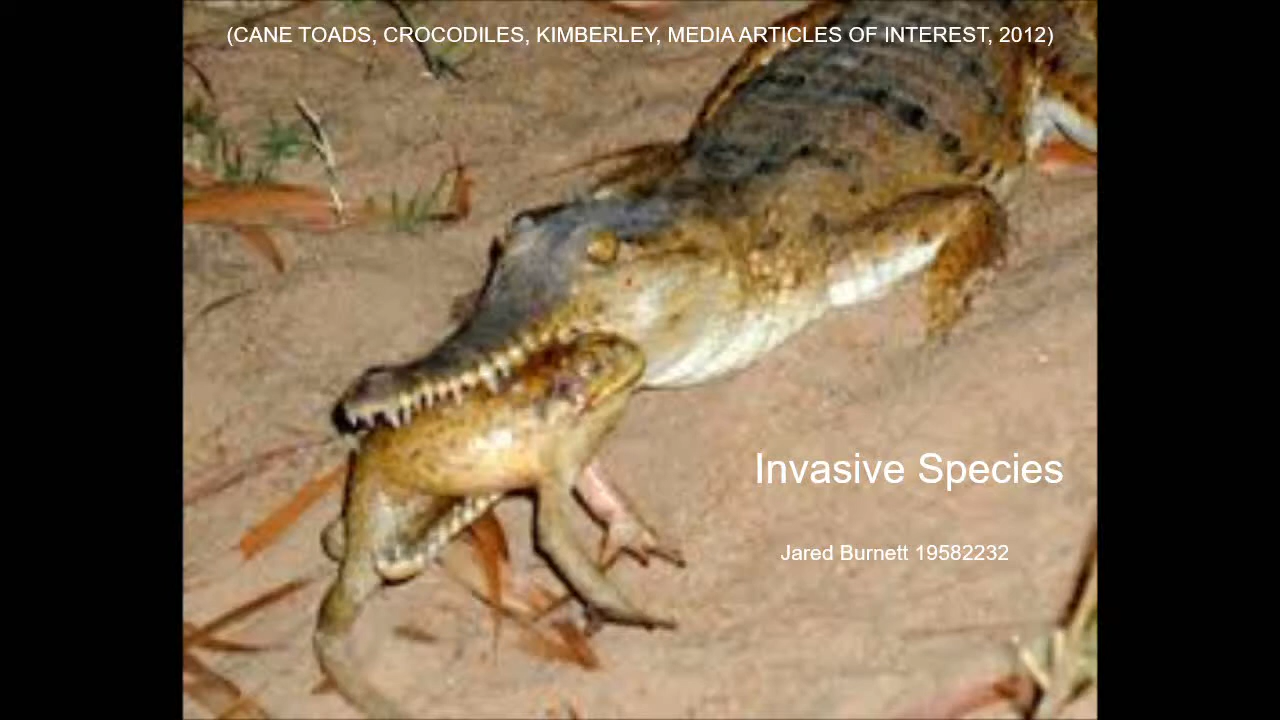 (CANE TOADS, CROCODILES, KIMBERLEY, MEDIA ARTICLES OF INTEREST, 2012)
Invasive Species
Jared Burnett 19582232